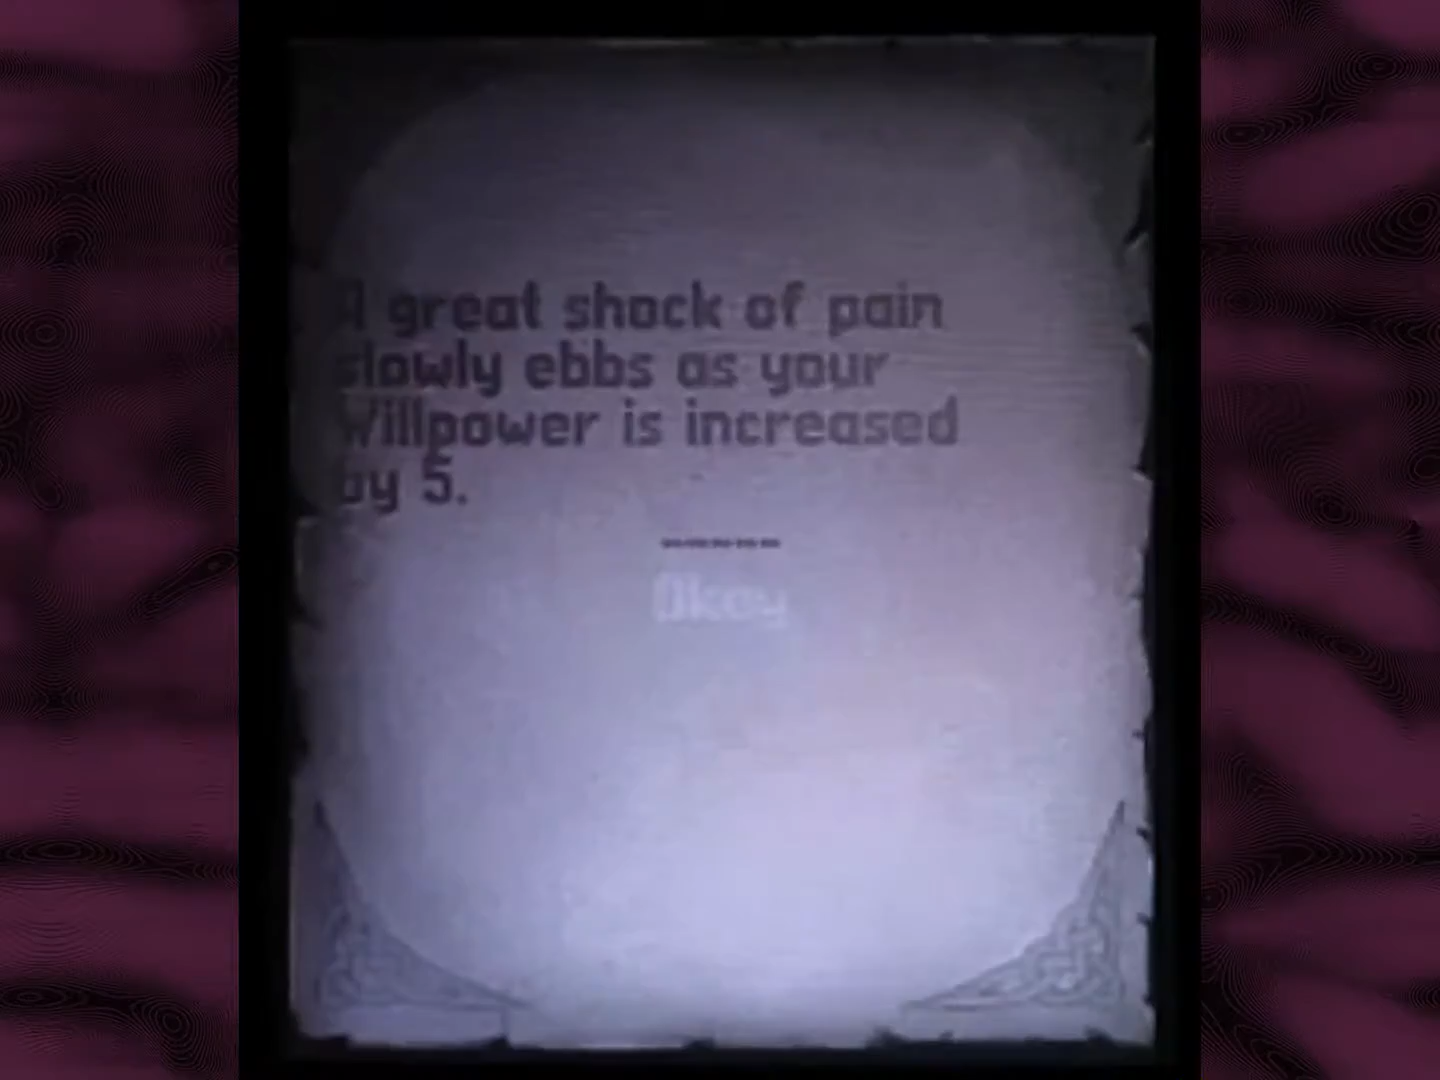 A great shock of pain
slowly ebbs as your
Willpower is increased
by 5.
-----
Okay